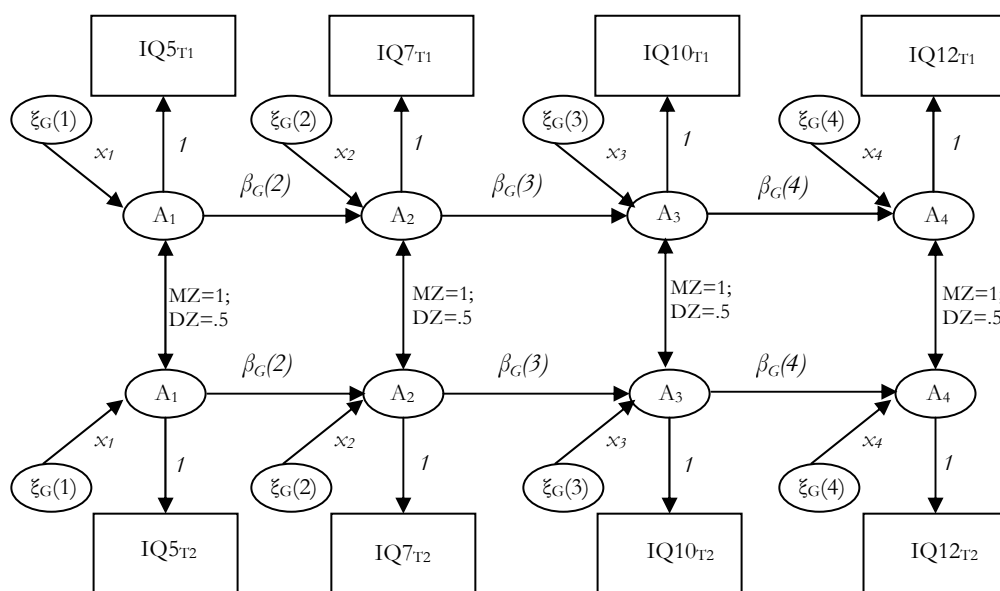 IQ5T1 IQ7T1 IQ10T1 IQ12T1
ξG(1) ξG(2) ξG(3) ξG(4)
x1 1 x2 1 x3 1 x4 1
βG(2) βG(3) βG(4)
A1 A2 A3 A4
MZ=1; MZ=1; MZ=1; MZ=1;
DZ=.5 DZ=.5 DZ=.5 DZ=.5
βG(2) βG(3) βG(4)
A1 A2 A3 A4
x1 1 x2 1 x3 1 x4 1
ξG(1) ξG(2) ξG(3) ξG(4)
IQ5T2 IQ7T2 IQ10T2 IQ12T2